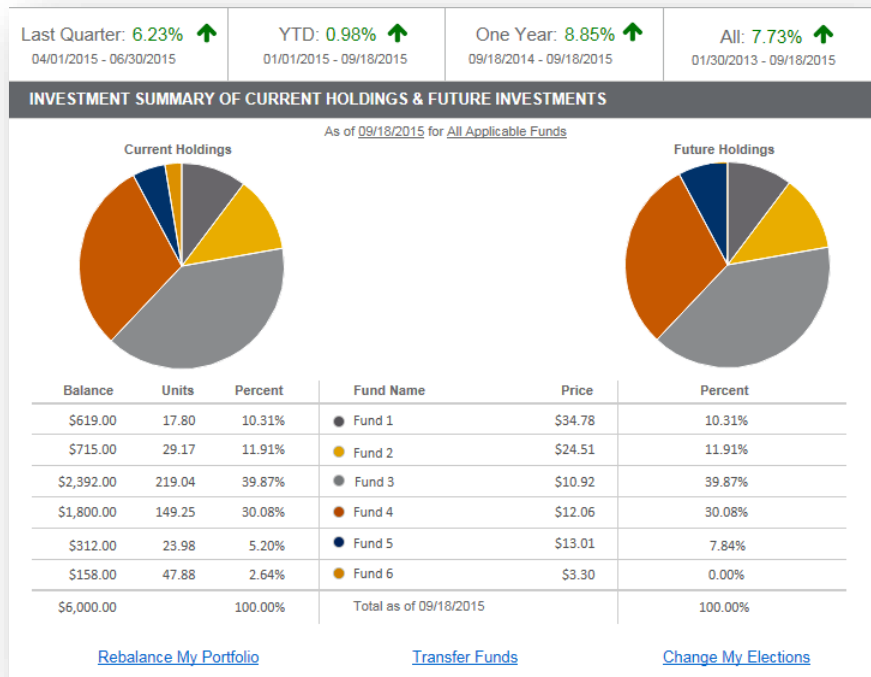 Last Quarter: 6.23% YTD: 0.98% One Year: 8.85% All: 7.73%
04/01/2015 - 06/30/2015 01/01/2015 - 09/18/2015 09/18/2014 - 09/18/2015 01/30/2013 - 09/18/2015
INVESTMENT SUMMARY OF CURRENT HOLDINGS & FUTURE INVESTMENTS
As of 09/18/2015 for All Applicable Funds
Current Holdings Future Holdings
Balance Units Percent Fund Name Price Percent
$619.00 17.80 10.31% Fund 1 $34.78 10.31%
$715.00 29.17 11.91% Fund 2 $24.51 11.91%
$2,392.00 219.04 39.87% Fund 3 $10.92 39.87%
$1,800.00 149.25 30.08% Fund 4 $12.06 30.08%
$312.00 23.98 5.20% Fund 5 $13.01 7.84%
$158.00 47.88 2.64% Fund 6 $3.30 0.00%
$6,000.00 100.00% Total as of 09/18/2015 100.00%
Rebalance My Portfolio Transfer Funds Change My Elections